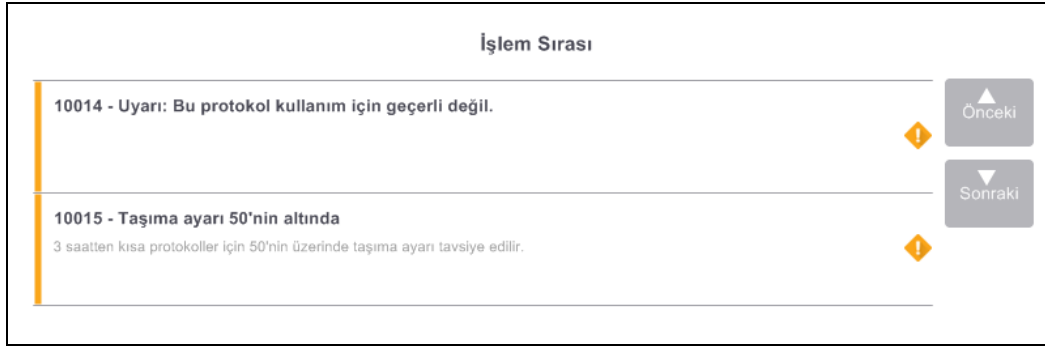 İşlem Sırası
10014 - Uyarı: Bu protokol kullanım için geçerli değil.
Önceki
Sonraki
10015 - Taşıma ayarı 50'nin altında
3 saatten kısa protokoller için 50'nin üzerinde taşıma ayarı tavsiye edilir.